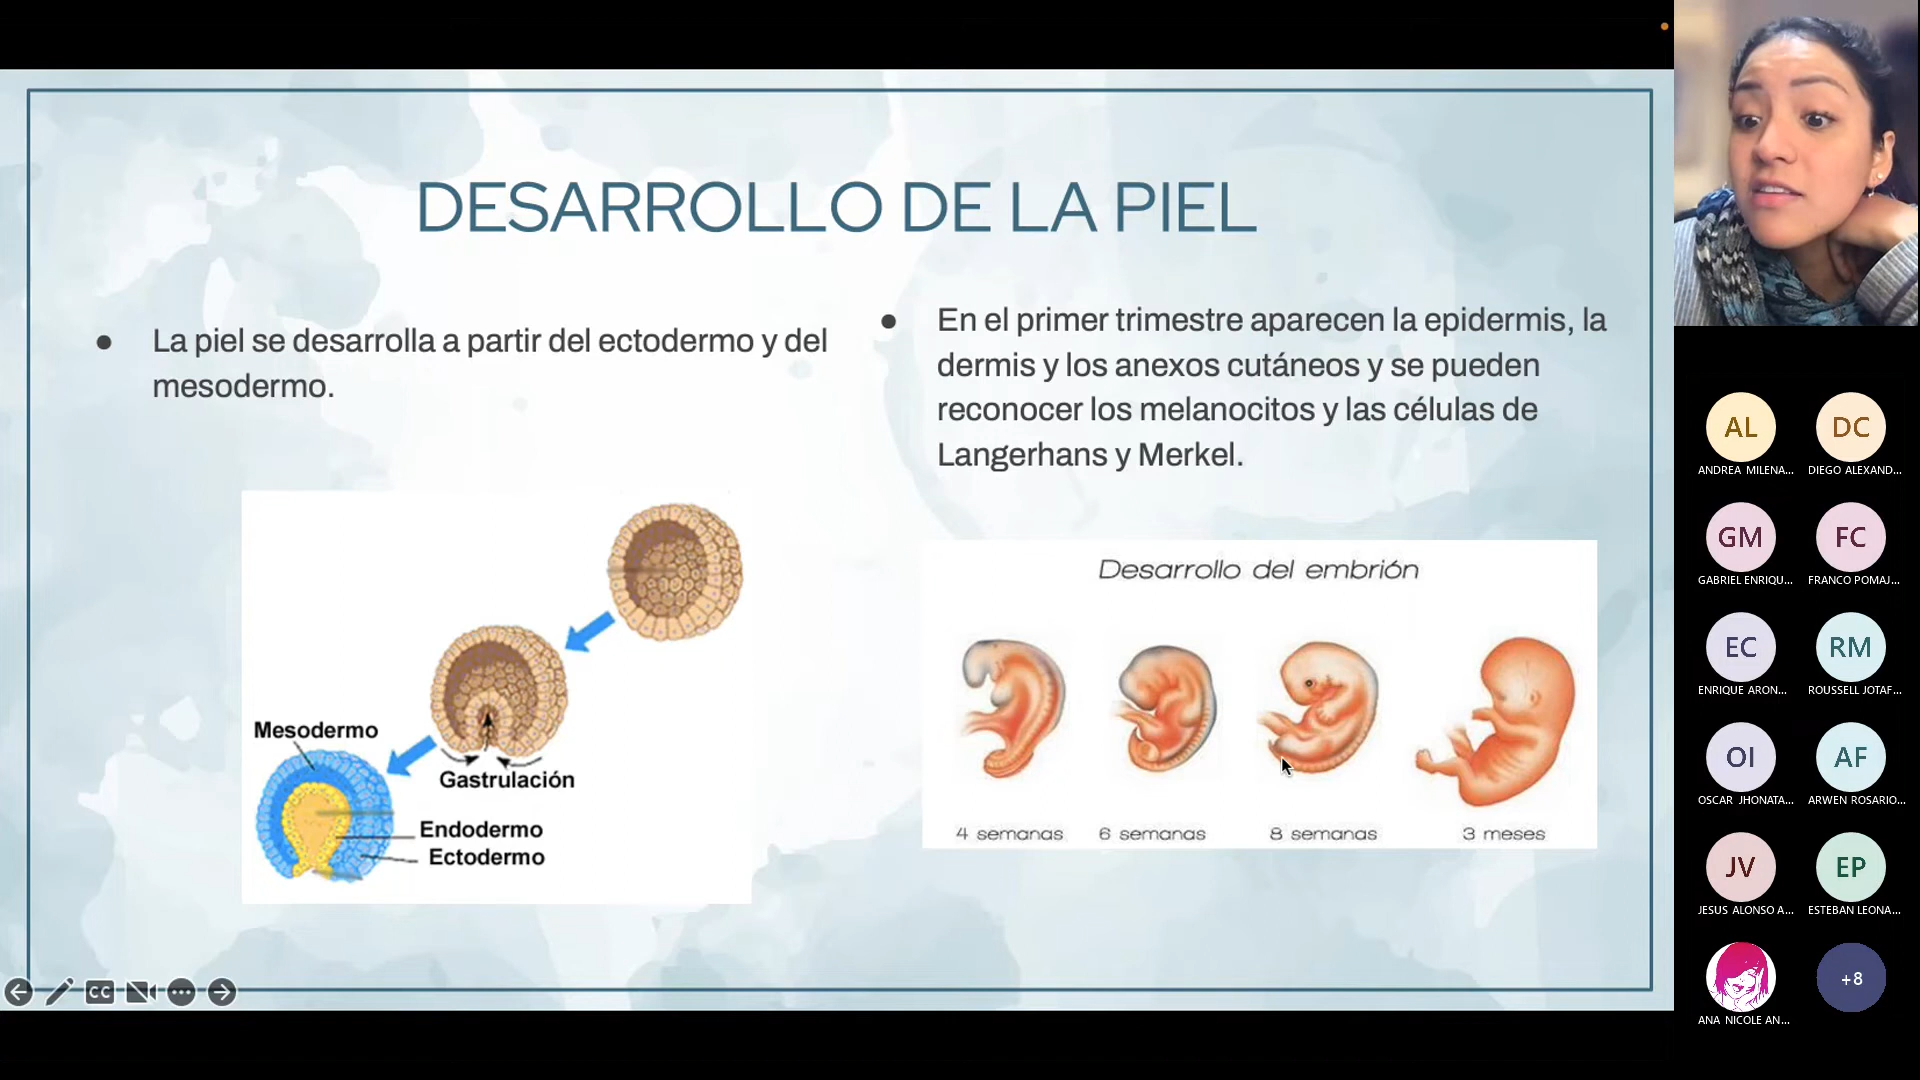 DESARROLLO DE LA PIEL
● La piel se desarrolla a partir del ectodermo y del
mesodermo.
● En el primer trimestre aparecen la epidermis, la
dermis y los anexos cutáneos y se pueden
reconocer los melanocitos y las células de
Langerhans y Merkel.
Mesodermo
Gastrulación
Endodermo
Ectodermo
Desarrollo del embrión
4 semanas
6 semanas
8 semanas
3 meses
CC
AL
ANDREA MILENA...
DC
DIEGO ALEXAND...
GM
GABRIEL ENRIQU...
FC
FRANCO POMAJ...
EC
ENRIQUE ARON...
RM
ROUSSELL JOTAF...
OI
OSCAR JHONATA...
AF
ARWEN ROSARIO...
JV
JESUS ALONSO A...
EP
ESTEBAN LEONA...
ANA NICOLE AN...
+8